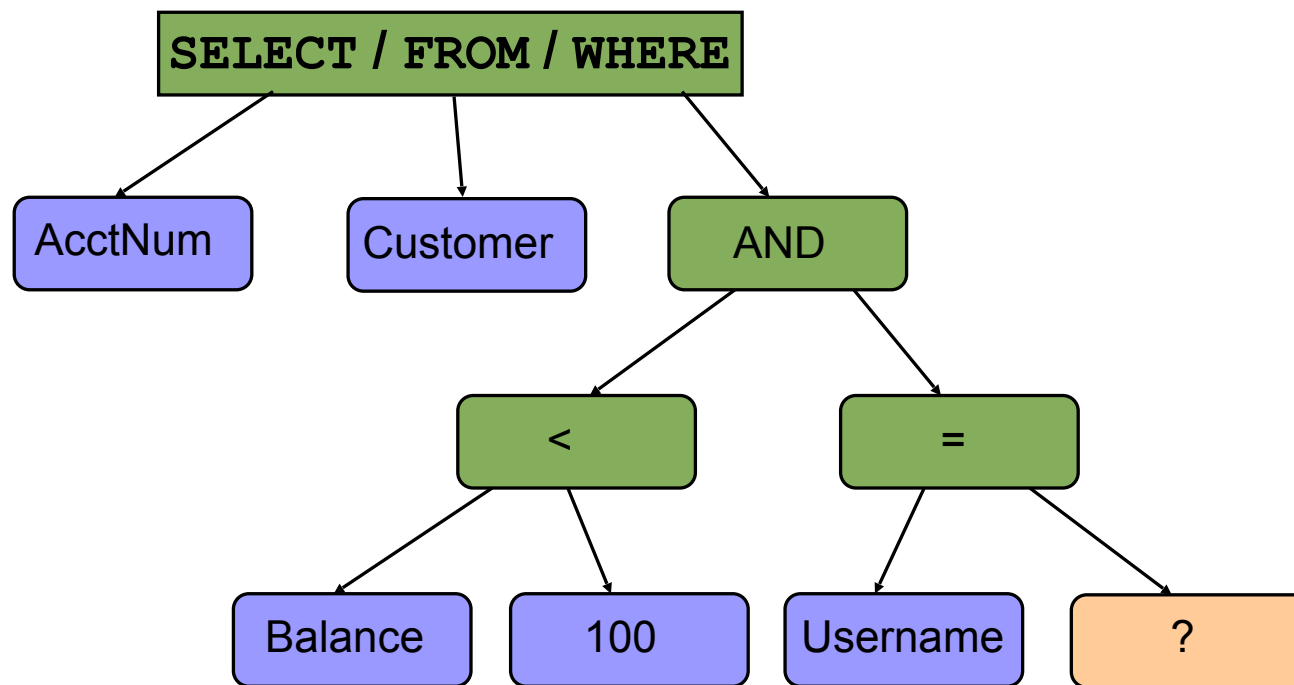 SELECT / FROM / WHERE
AcctNum Customer AND
< =
Balance 100 Username ?